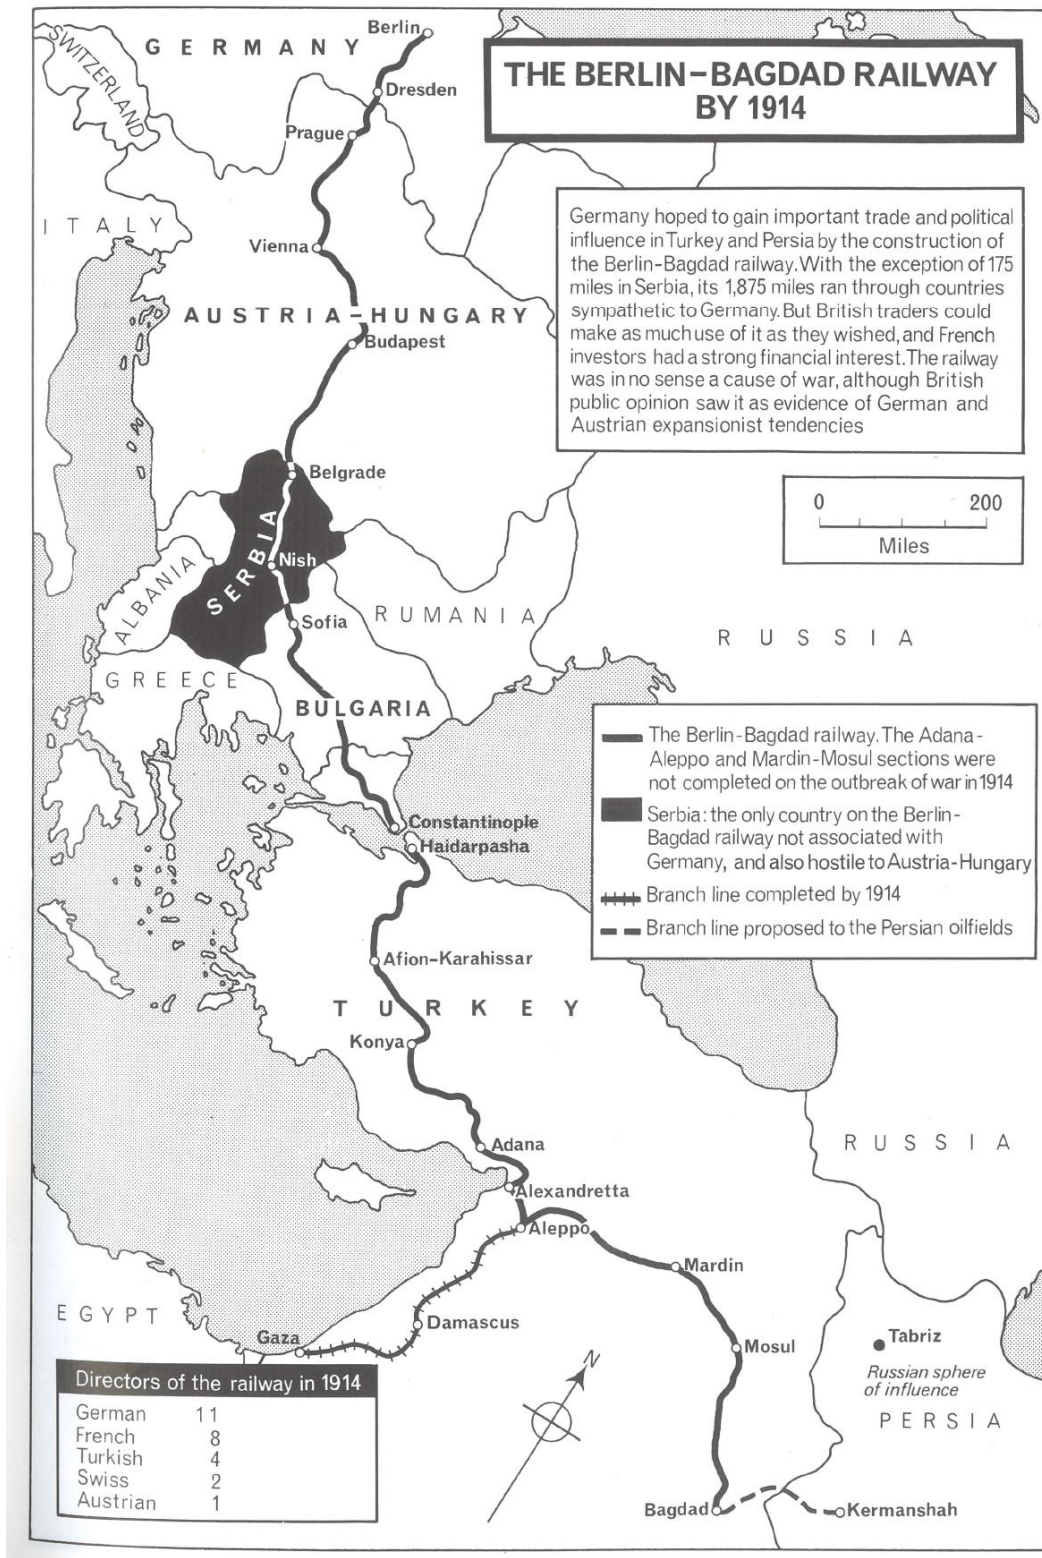 THE BERLIN-BAGDAD RAILWAY
BY 1914
Germany hoped to gain important trade and political
influence in Turkey and Persia by the construction of
the Berlin-Bagdad railway. With the exception of 175
miles in Serbia, its 1,875 miles ran through countries
sympathetic to Germany. But British traders could
make as much use of it as they wished, and French
investors had a strong financial interest. The railway
was in no sense a cause of war, although British
public opinion saw it as evidence of German and
Austrian expansionist tendencies
0 200
Miles
GERMANY
SWITZERLAND
Berlin
Dresden
Prague
ITALY
Vienna
AUSTRIA-HUNGARY
Budapest
Belgrade
SERBIA
Nish
ALBANIA
Sofia
RUMANIA
RUSSIA
GREECE
BULGARIA
The Berlin-Bagdad railway. The Adana-
Aleppo and Mardin-Mosul sections were
not completed on the outbreak of war in 1914
Serbia: the only country on the Berlin-
Bagdad railway not associated with
Germany, and also hostile to Austria-Hungary
Branch line completed by 1914
Branch line proposed to the Persian oilfields
Constantinople
Haidarpasha
Afion-Karahissar
TURKEY
Konya
Adana
RUSSIA
Alexandretta
Aleppo
Mardin
EGYPT
Damascus
Gaza
Mosul
Tabriz
Russian sphere
of influence
PERSIA
N
Directors of the railway in 1914
German 11
French 8
Turkish 4
Swiss 2
Austrian 1
Bagdad
Kermanshah